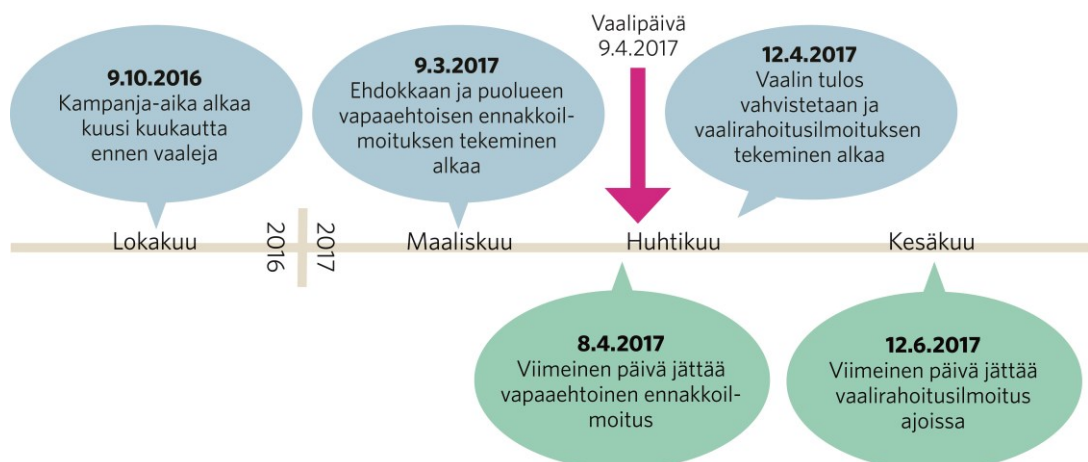 9.10.2016
Kampanja-aika alkaa
kuusi kuukautta
ennen vaaleja
9.3.2017
Ehdokkaan ja puolueen
vapaaehtoisen ennakkoil-
moituksen tekeminen
alkaa
Vaalipäivä
9.4.2017
12.4.2017
Vaalin tulos
vahvistetaan ja
vaalirahoitusilmoituksen
tekeminen alkaa
Lokakuu
2016
2017
Maaliskuu
Huhtikuu
Kesäkuu
8.4.2017
Viimeinen päivä jättää
vapaaehtoinen ennakkoil-
moitus
12.6.2017
Viimeinen päivä jättää
vaalirahoitusilmoitus
ajoissa